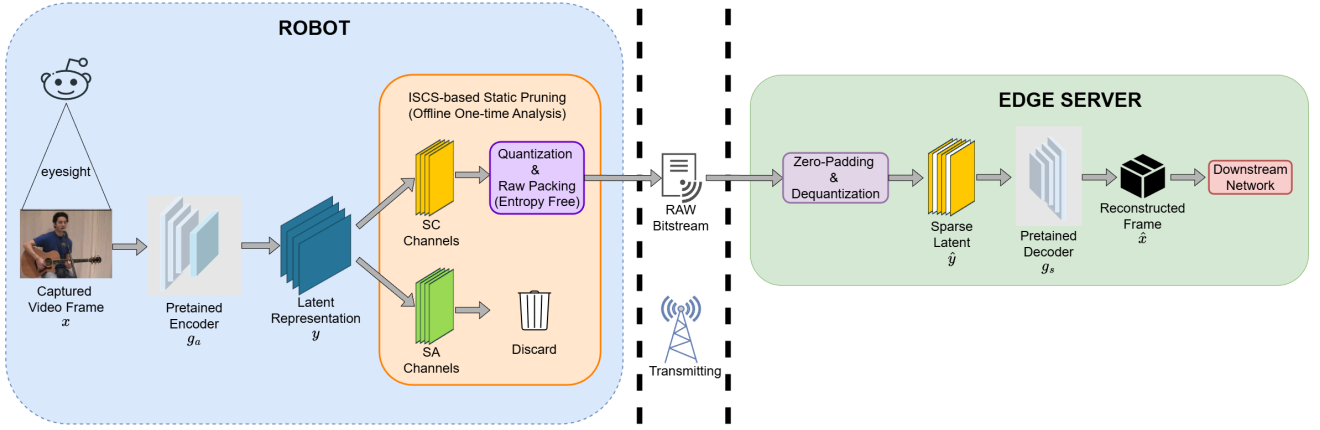 ROBOT
eyesight
Captured
Video Frame
x
Pretained
Encoder
g_a
Latent
Representation
y
ISCS-based Static Pruning
(Offline One-time Analysis)
SC
Channels
Quantization
&
Raw Packing
(Entropy Free)
SA
Channels
Discard
RAW
Bitstream
Transmitting
EDGE SERVER
Zero-Padding
&
Dequantization
Sparse
Latent
ŷ
Pretained
Decoder
g_s
Reconstructed
Frame
x̂
Downstream
Network